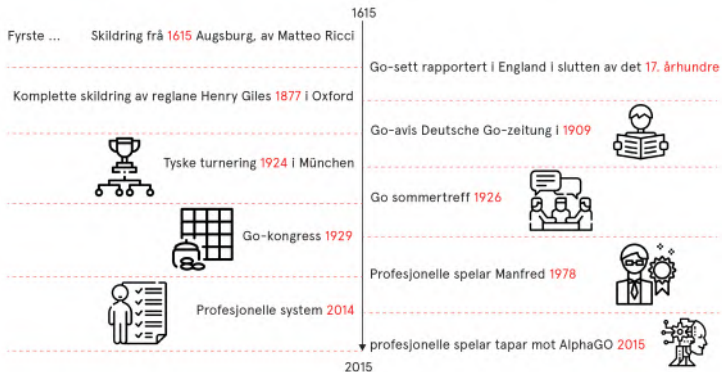 1615
Fyrste ... Skildring frå 1615 Augsburg, av Matteo Ricci
Go-sett rapportert i England i slutten av det 17. århundre
Komplette skildring av reglane Henry Giles 1877 i Oxford
Go-avis Deutsche Go-zeitung i 1909
Tyske turnering 1924 i München
Go sommertreff 1926
Go-kongress 1929
Profesjonelle spelar Manfred 1978
Profesjonelle system 2014
profesjonelle spelar tapar mot AlphaGO 2015
2015